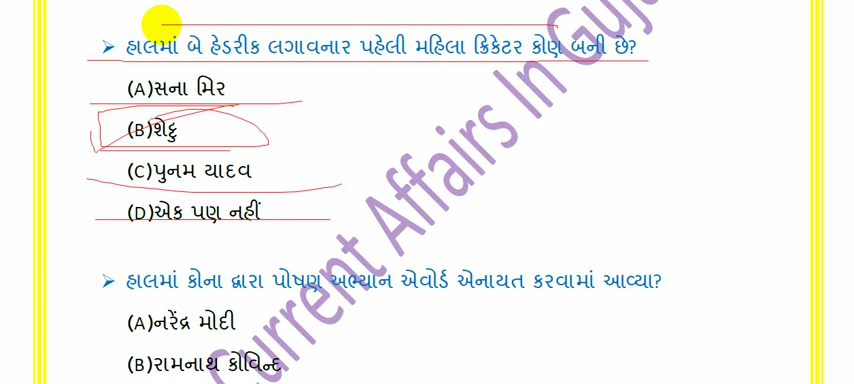 ➢ હાલમાં બે હેડરીક લગાવનાર પહેલી મહિલા ક્રિકેટર કોણ બની છે?
(A)સના મિર
(B)શેટ્ઠુ
(C)પુનમ યાદવ
(D)એક પણ નહીં
➢ હાલમાં કોના દ્વારા પોષણ અભ્યાન એવોર્ડ એનાયત કરવામાં આવ્યા?
(A)નરેંદ્ર મોદી
(B)રામનાથ કોવિન્દ
Current Affairs In Guj